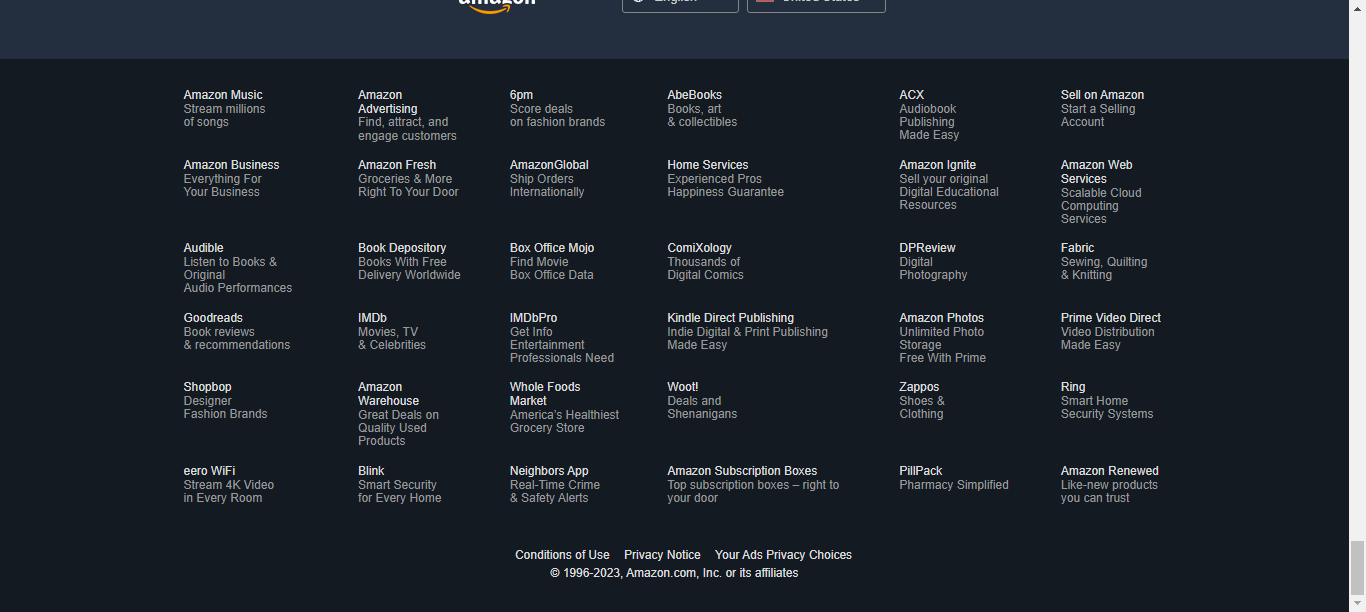 amazon
English
United States
Amazon Music
Stream millions
of songs
Amazon
Advertising
Find, attract, and
engage customers
6pm
Score deals
on fashion brands
AbeBooks
Books, art
& collectibles
ACX
Audiobook
Publishing
Made Easy
Sell on Amazon
Start a Selling
Account
Amazon Business
Everything For
Your Business
Amazon Fresh
Groceries & More
Right To Your Door
AmazonGlobal
Ship Orders
Internationally
Home Services
Experienced Pros
Happiness Guarantee
Amazon Ignite
Sell your original
Digital Educational
Resources
Amazon Web
Services
Scalable Cloud
Computing
Services
Audible
Listen to Books &
Original
Audio Performances
Book Depository
Books With Free
Delivery Worldwide
Box Office Mojo
Find Movie
Box Office Data
ComiXology
Thousands of
Digital Comics
DPReview
Digital
Photography
Fabric
Sewing, Quilting
& Knitting
Goodreads
Book reviews
& recommendations
IMDb
Movies, TV
& Celebrities
IMDbPro
Get Info
Entertainment
Professionals Need
Kindle Direct Publishing
Indie Digital & Print Publishing
Made Easy
Amazon Photos
Unlimited Photo
Storage
Free With Prime
Prime Video Direct
Video Distribution
Made Easy
Shopbop
Designer
Fashion Brands
Amazon
Warehouse
Great Deals on
Quality Used
Products
Whole Foods
Market
America's Healthiest
Grocery Store
Woot!
Deals and
Shenanigans
Zappos
Shoes &
Clothing
Ring
Smart Home
Security Systems
eero WiFi
Stream 4K Video
in Every Room
Blink
Smart Security
for Every Home
Neighbors App
Real-Time Crime
& Safety Alerts
Amazon Subscription Boxes
Top subscription boxes – right to
your door
PillPack
Pharmacy Simplified
Amazon Renewed
Like-new products
you can trust
Conditions of Use Privacy Notice Your Ads Privacy Choices
© 1996-2023, Amazon.com, Inc. or its affiliates